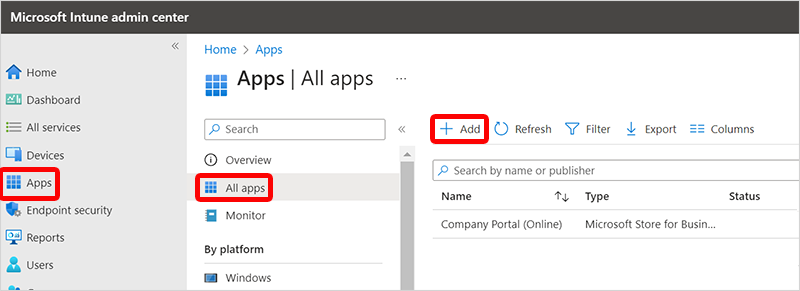 Microsoft Intune admin center
«
Home
Dashboard
All services
Devices
Apps
Endpoint security
Reports
Users
Home > Apps
Apps | All apps ...
Search
«
Overview
All apps
Monitor
By platform
Windows
+ Add Refresh Filter Export Columns
Search by name or publisher
Name ↑↓ Type Status
Company Portal (Online) Microsoft Store for Busin...